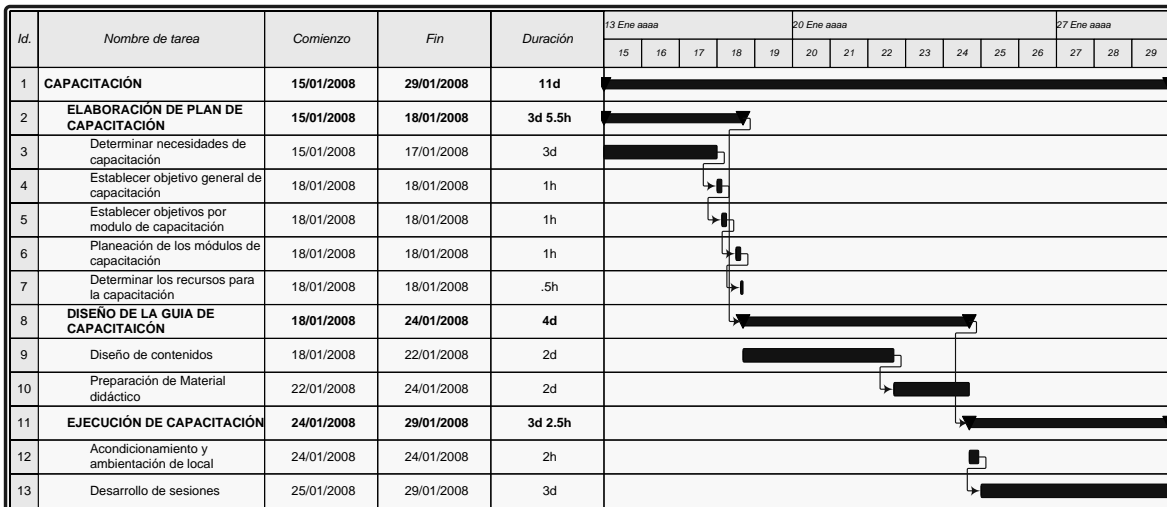 Id. Nombre de tarea Comienzo Fin Duración 13 Ene aaaa 20 Ene aaaa 27 Ene aaaa
15 16 17 18 19 20 21 22 23 24 25 26 27 28 29
1 CAPACITACIÓN 15/01/2008 29/01/2008 11d
2 ELABORACIÓN DE PLAN DE
CAPACITACIÓN 15/01/2008 18/01/2008 3d 5.5h
3 Determinar necesidades de
capacitación 15/01/2008 17/01/2008 3d
4 Establecer objetivo general de
capacitación 18/01/2008 18/01/2008 1h
5 Establecer objetivos por
modulo de capacitación 18/01/2008 18/01/2008 1h
6 Planeación de los módulos de
capacitación 18/01/2008 18/01/2008 1h
7 Determinar los recursos para
la capacitación 18/01/2008 18/01/2008 .5h
8 DISEÑO DE LA GUIA DE
CAPACITAICÓN 18/01/2008 24/01/2008 4d
9 Diseño de contenidos 18/01/2008 22/01/2008 2d
10 Preparación de Material
didáctico 22/01/2008 24/01/2008 2d
11 EJECUCIÓN DE CAPACITACIÓN 24/01/2008 29/01/2008 3d 2.5h
12 Acondicionamiento y
ambientación de local 24/01/2008 24/01/2008 2h
13 Desarrollo de sesiones 25/01/2008 29/01/2008 3d